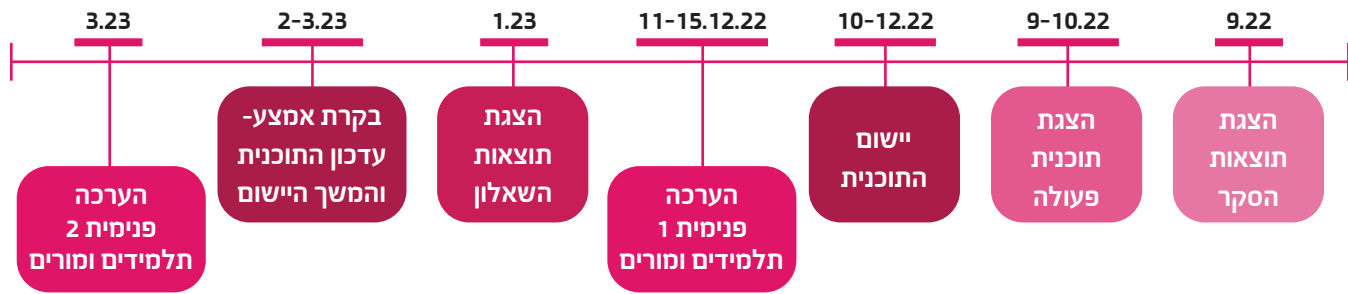 9.22
הצגת
תוצאות
הסקר
9-10.22
הצגת
תוכנית
פעולה
10-12.22
יישום
התוכנית
11-15.12.22
הערכה
פנימית 1
תלמידים ומורים
1.23
הצגת
תוצאות
השאלון
2-3.23
בקרת אמצע-
עדכון התוכנית
והמשך היישום
3.23
הערכה
פנימית 2
תלמידים ומורים